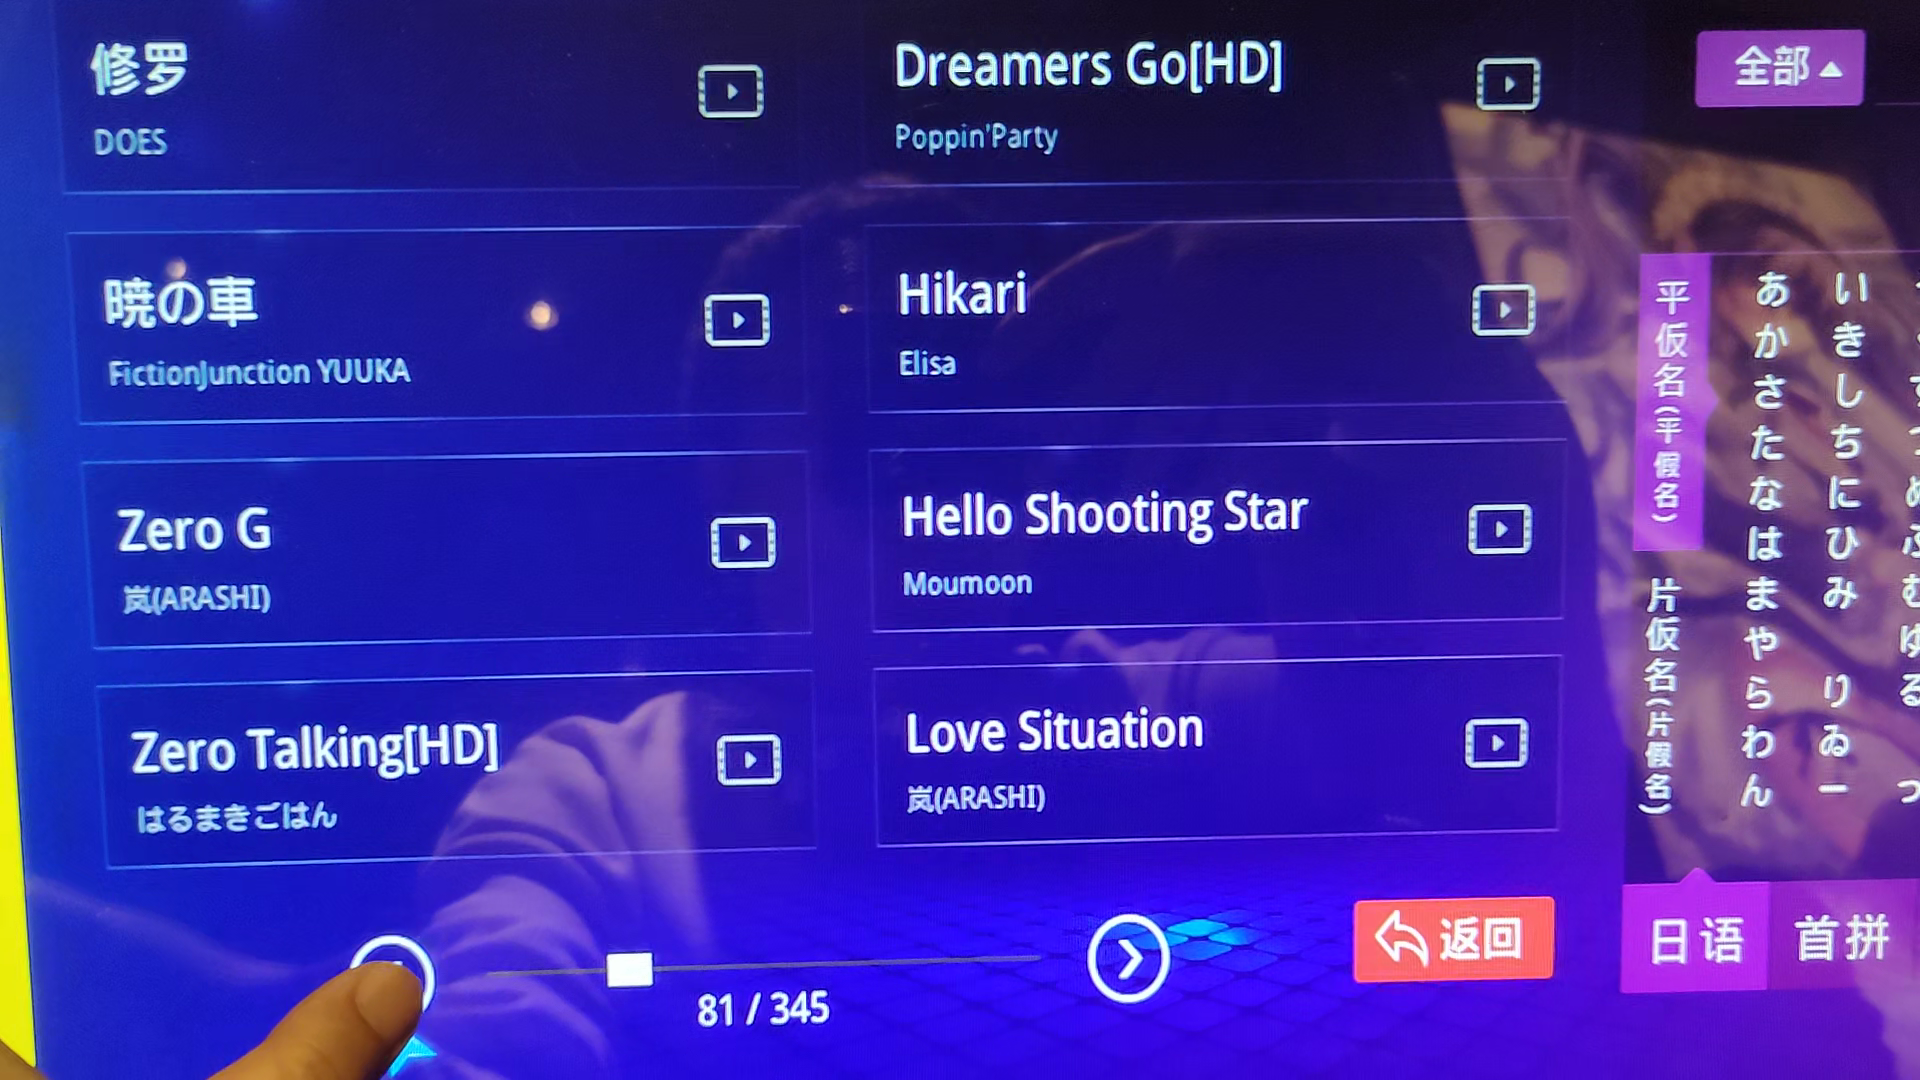 修罗
DOES
Dreamers Go[HD]
Poppin'Party
全部
暁の車
FictionJunction YUUKA
Hikari
Elisa
Zero G
岚(ARASHI)
Hello Shooting Star
Moumoon
Zero Talking[HD]
はるまきごはん
Love Situation
岚(ARASHI)
81 / 345
返回
平仮名(平假名)
片仮名(片假名)
あかさたなはまやらわん
いきしちにひみ りゐー
日语
首拼